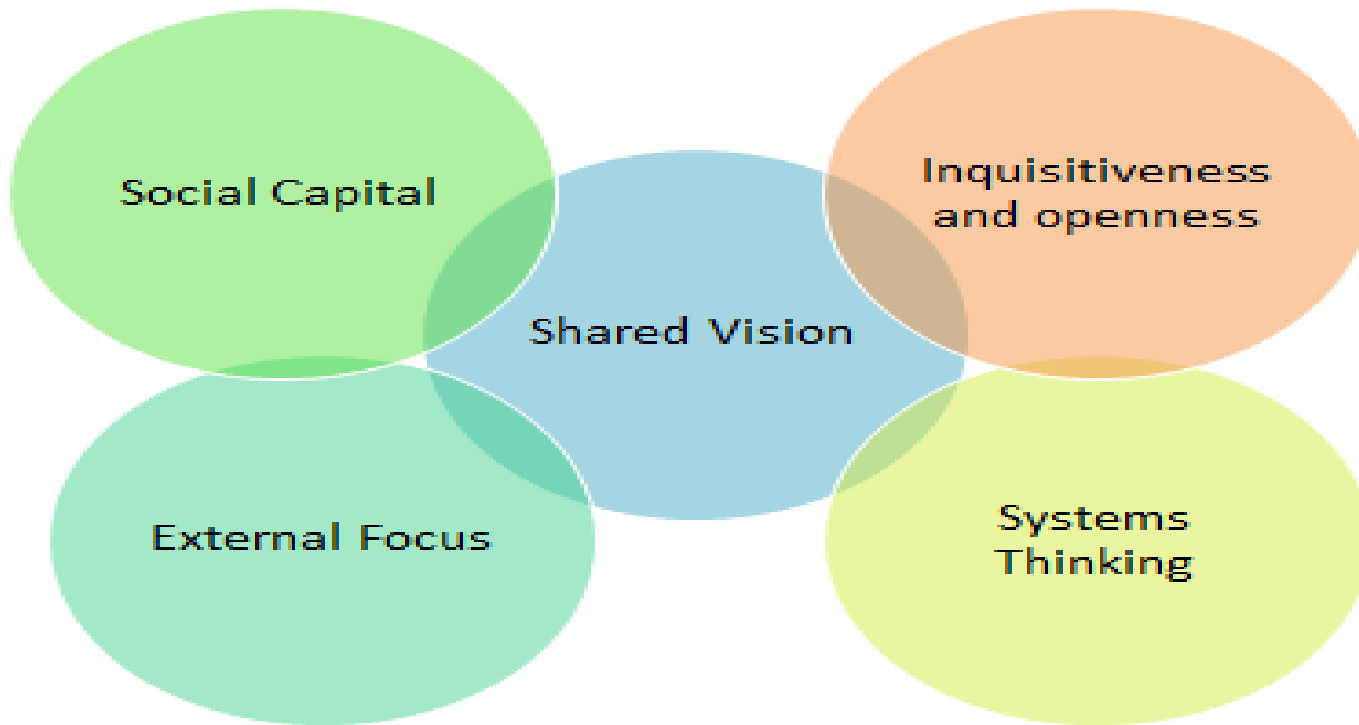 Social Capital
Inquisitiveness
and openness
Shared Vision
External Focus
Systems
Thinking